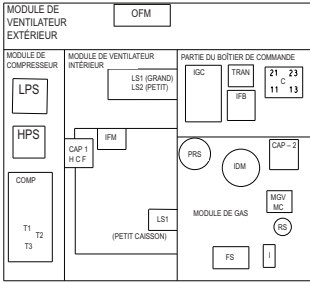 MODULE DE
VENTILATEUR
EXTÉRIEUR
OFM
MODULE DE
COMPRESSEUR
LPS
HPS
COMP
T1
T2
T3
MODULE DE VENTILATEUR
INTÉRIEUR
LS1 (GRAND)
LS2 (PETIT)
IFM
CAP 1
H C F
LS1
(PETIT CAISSON)
PARTIE DU BOÎTIER DE COMMANDE
IGC
TRAN
IFB
21 23
C
11 13
PRS
IDM
CAP – 2
MGV
MC
MODULE DE GAS
RS
FS
I